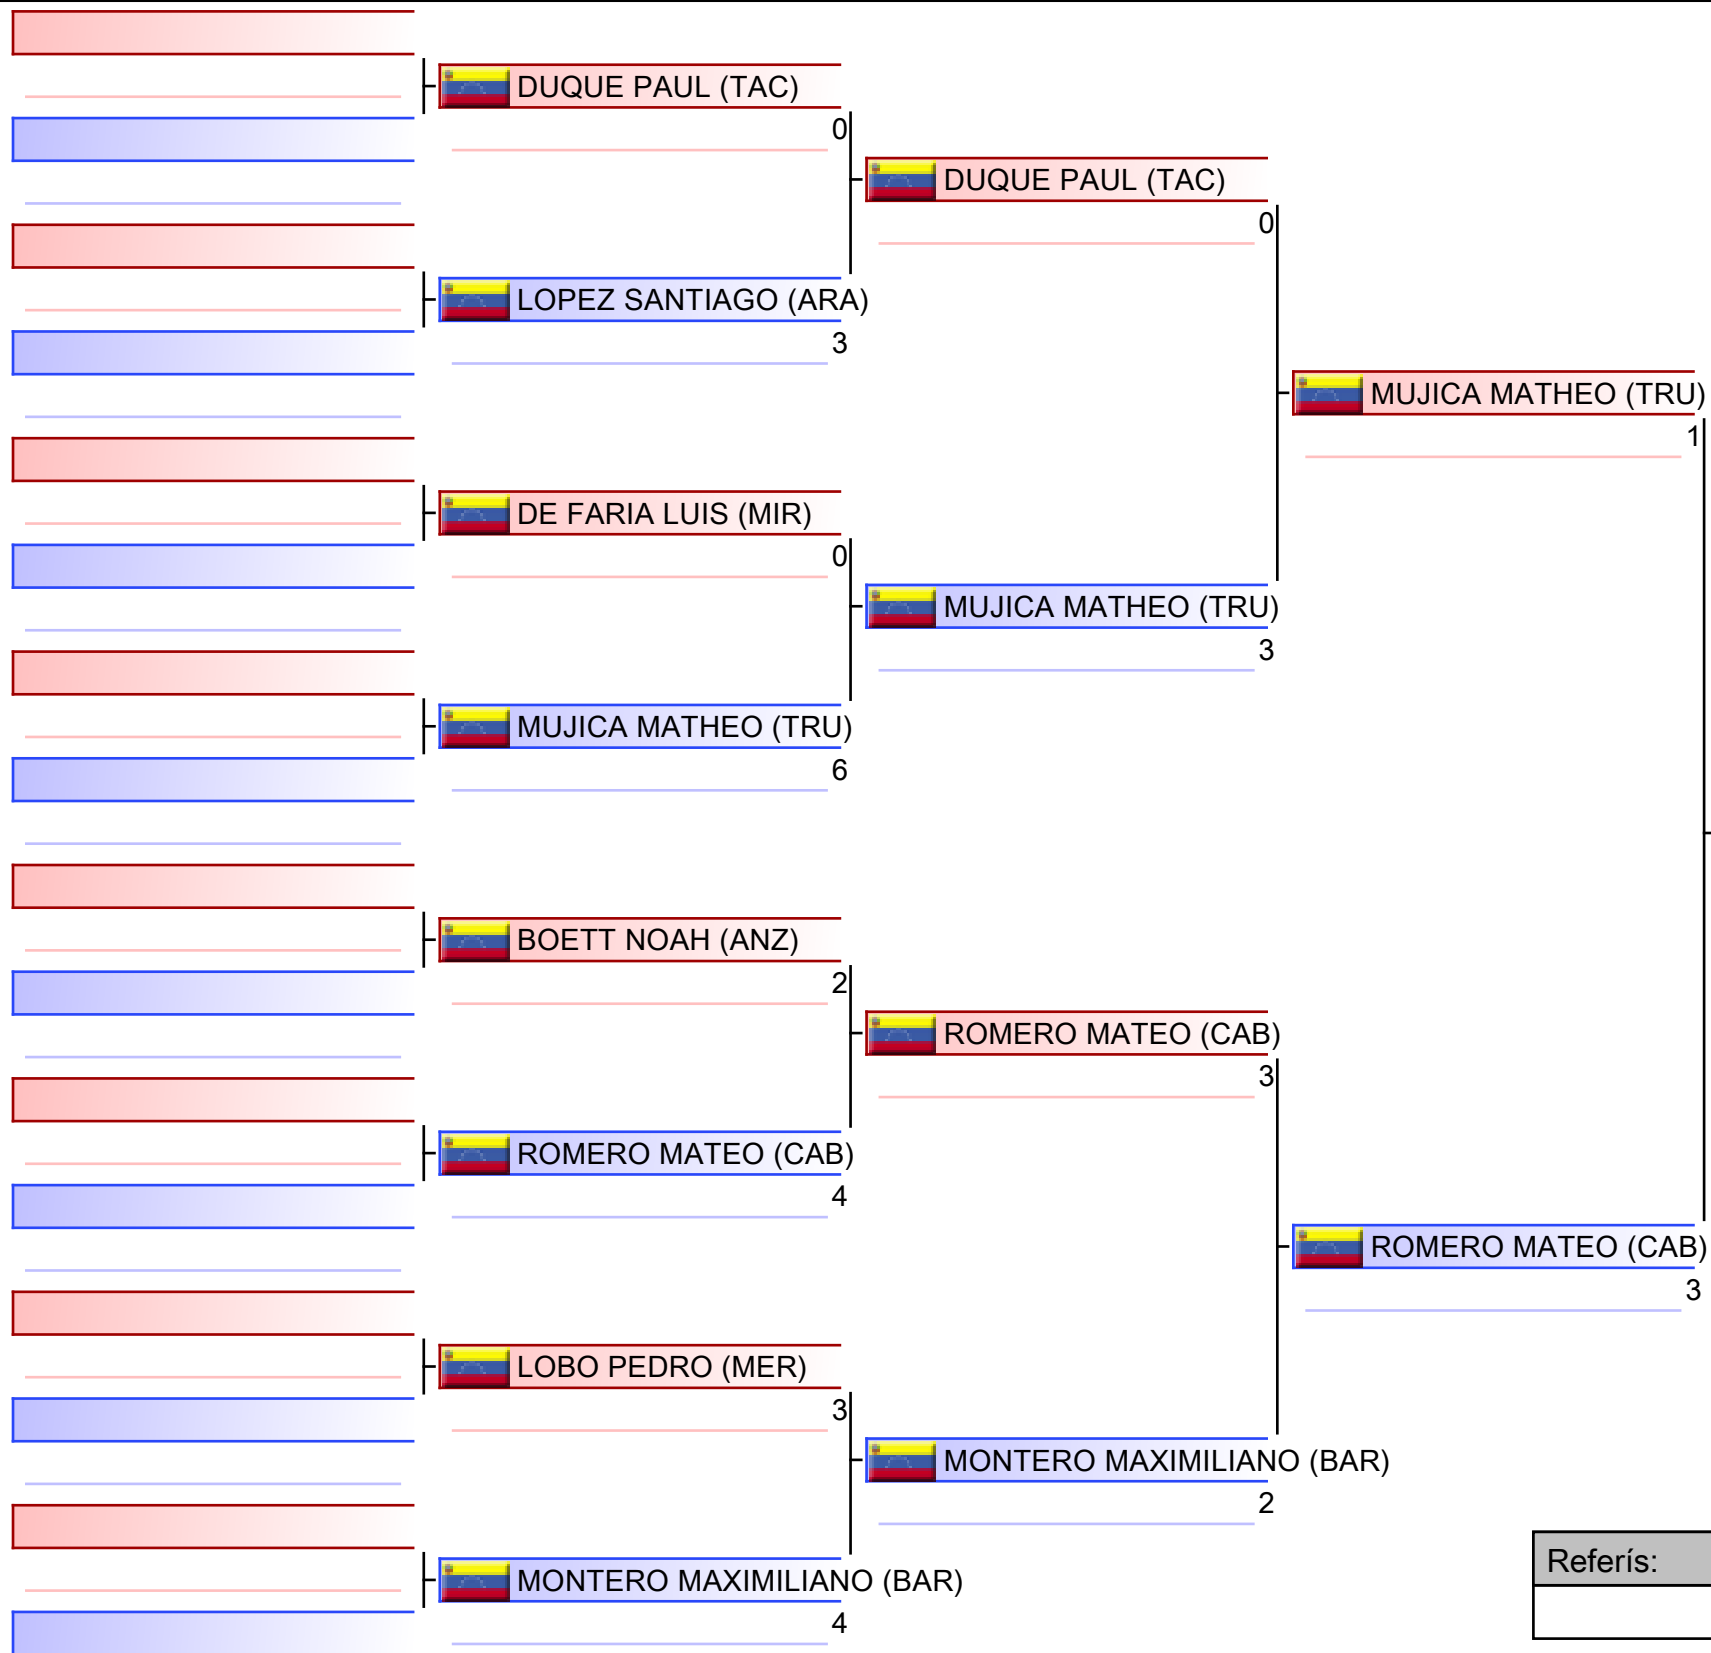 DUQUE PAUL (TAC)
0
LOPEZ SANTIAGO (ARA)
3
DE FARIA LUIS (MIR)
0
MUJICA MATHEO (TRU)
6
BOETT NOAH (ANZ)
2
ROMERO MATEO (CAB)
4
LOBO PEDRO (MER)
3
MONTERO MAXIMILIANO (BAR)
4
DUQUE PAUL (TAC)
0
MUJICA MATHEO (TRU)
3
ROMERO MATEO (CAB)
3
MONTERO MAXIMILIANO (BAR)
2
MUJICA MATHEO (TRU)
1
ROMERO MATEO (CAB)
3
Referís: